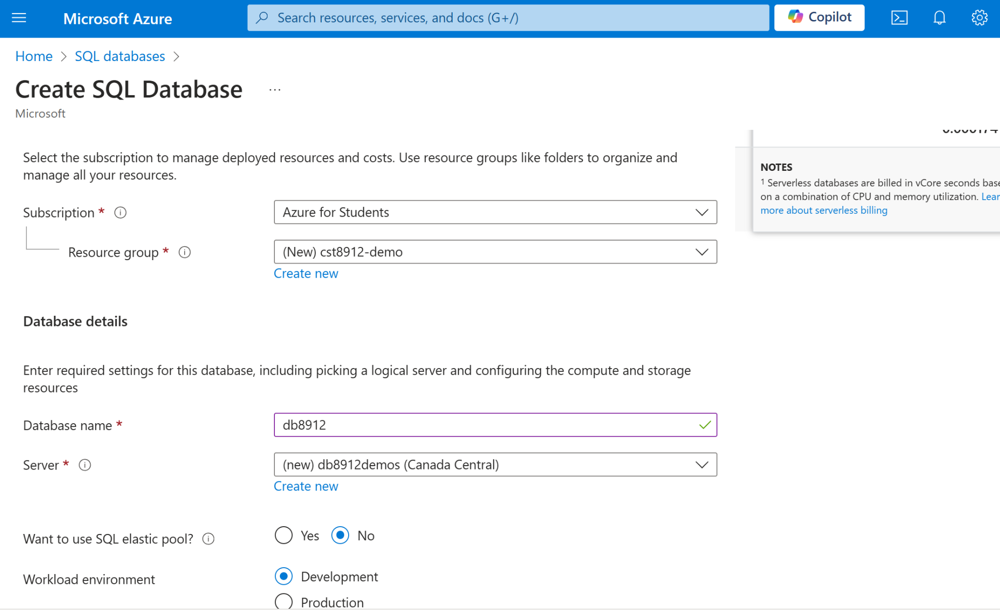 Microsoft Azure
Search resources, services, and docs (G+/)
Copilot
Home > SQL databases >
Create SQL Database ...
Microsoft
Select the subscription to manage deployed resources and costs. Use resource groups like folders to organize and
manage all your resources.
NOTES
1 Serverless databases are billed in vCore seconds base
on a combination of CPU and memory utilization. Lear
more about serverless billing
Subscription *
Azure for Students
Resource group *
(New) cst8912-demo
Create new
Database details
Enter required settings for this database, including picking a logical server and configuring the compute and storage
resources
Database name *
db8912
Server *
(new) db8912demos (Canada Central)
Create new
Want to use SQL elastic pool?
Yes No
Workload environment
Development
Production